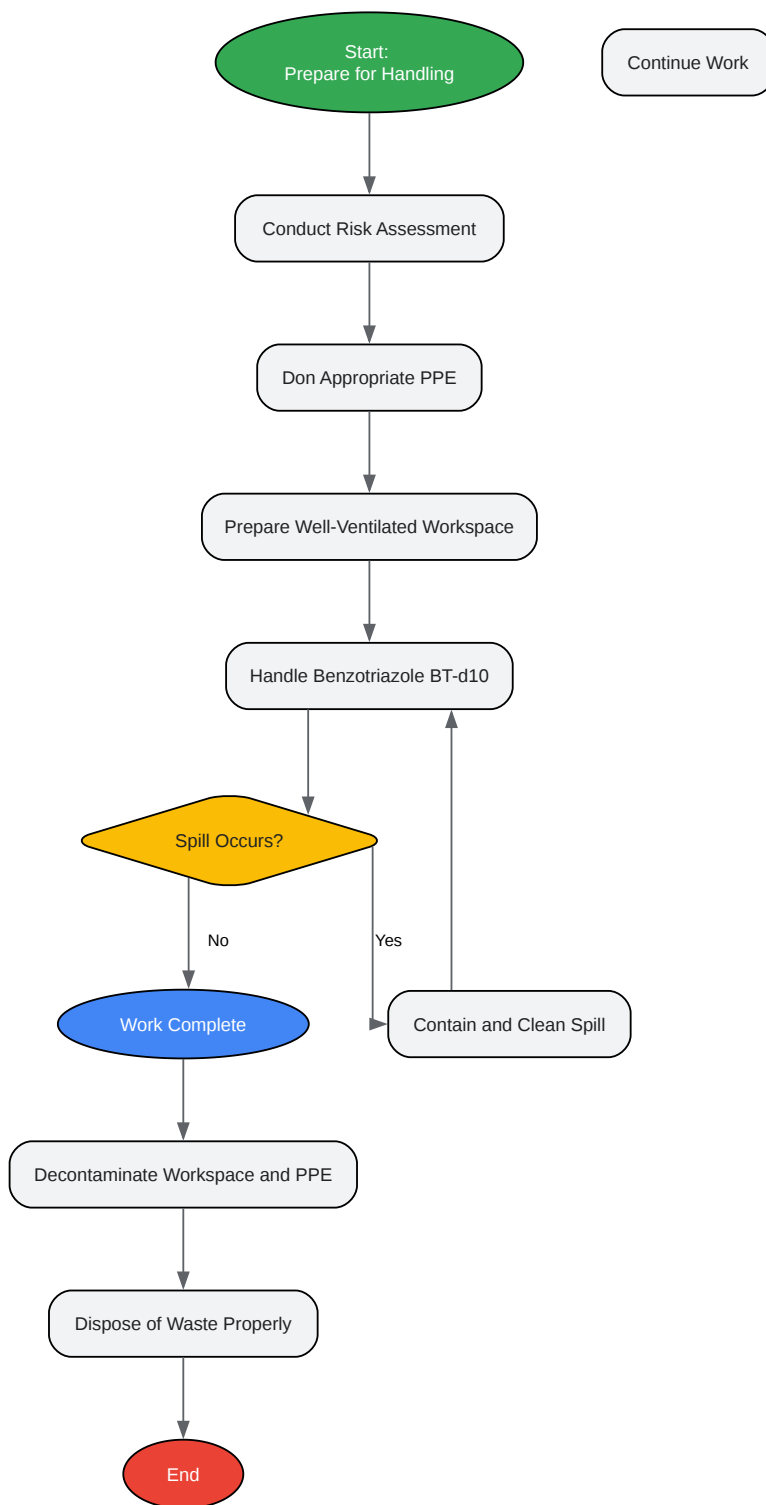 Start:
Prepare for Handling
Continue Work
Conduct Risk Assessment
Don Appropriate PPE
Prepare Well-Ventilated Workspace
Handle Benzotriazole BT-d10
Spill Occurs?
No
Yes
Work Complete
Contain and Clean Spill
Decontaminate Workspace and PPE
Dispose of Waste Properly
End